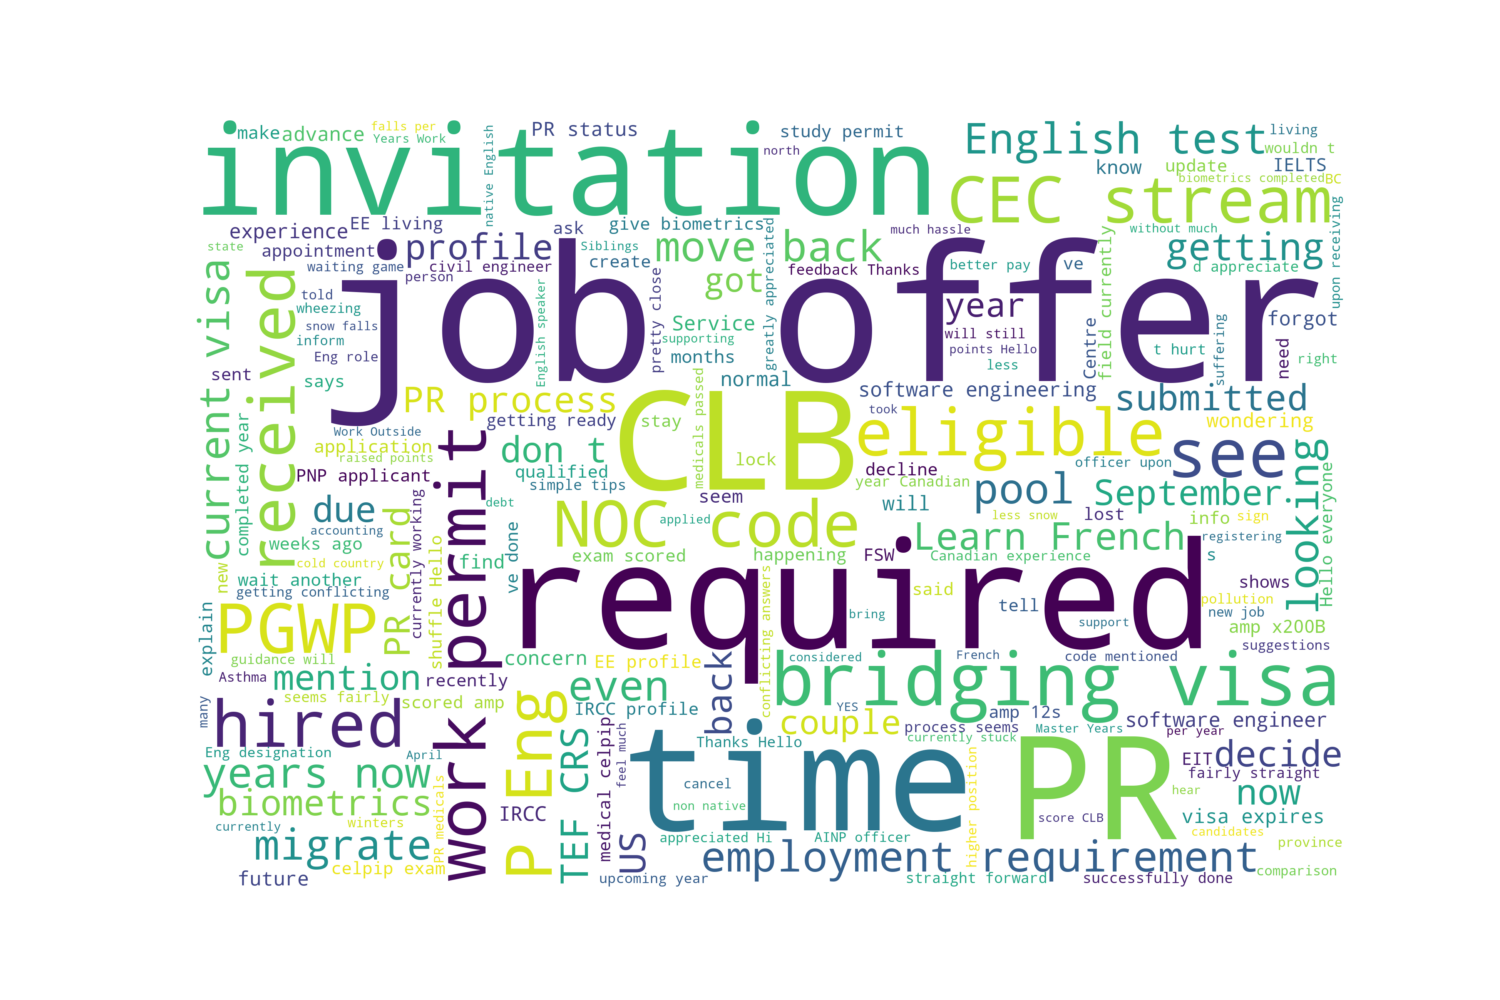 invitation
make
advance
falls per
Years Work
native English
PR status
north
study permit
English test
living
wouldn t
know
update
IELTS
biometrics completed
BC
CEC stream
experience
EE living
state
appointment
profile
ask
give biometrics
Siblings
create
move back
much hassle
without much
getting
d appreciate
upon receiving
waiting game
civil engineer
person
feedback Thanks
better pay
ve
job offer
current visa
received
told
wheezing
snow falls
inform
Eng role
got
Service
supporting
months
English speaker
pretty close
greatly appreciated
year
will still
points Hello
less
Centre
field currently
t hurt
suffering
need
forgot
right
sent
says
normal
software engineering
PR process
getting ready
stay
medicals passed
CLB
lock
took
eligible
submitted
wondering
Work Outside
application
raised points
completed year
PNP applicant
work permit
don t
qualified
simple tips
seem
decline
year Canadian
officer upon
see
pool
September
looking
Hello everyone
due
accounting
weeks ago
PR card
currently working
shuffle Hello
debt
ve done
NOC code
applied
will
less snow
lost
info
sign
Learn French
registering
new
cold country
wait another
getting conflicting
find
exam scored
happening
FSW
Canadian experience
s
shows
required
said
tell
pollution
new job
amp x200B
suggestions
PGWP
explain
conflicting answers
bring
support
guidance will
concern
EE profile
back
considered
French
code mentioned
Asthma
mention
recently
seems fairly
scored amp
even
IRCC profile
bridging visa
many
hired
P Eng
TEF CRS
medical celpip
feel much
couple
YES
amp 12s
software engineer
process seems
Master Years
per year
Eng designation
April
Thanks Hello
currently stuck
EIT
decide
fairly straight
years now
time
PR
cancel
hear
now
biometrics
IRCC
US
non native
higher position
score CLB
visa expires
currently
winters
PR medicals
appreciated Hi
AINP officer
candidates
province
migrate
celpip exam
employment requirement
comparison
future
upcoming year
straight forward
successfully done